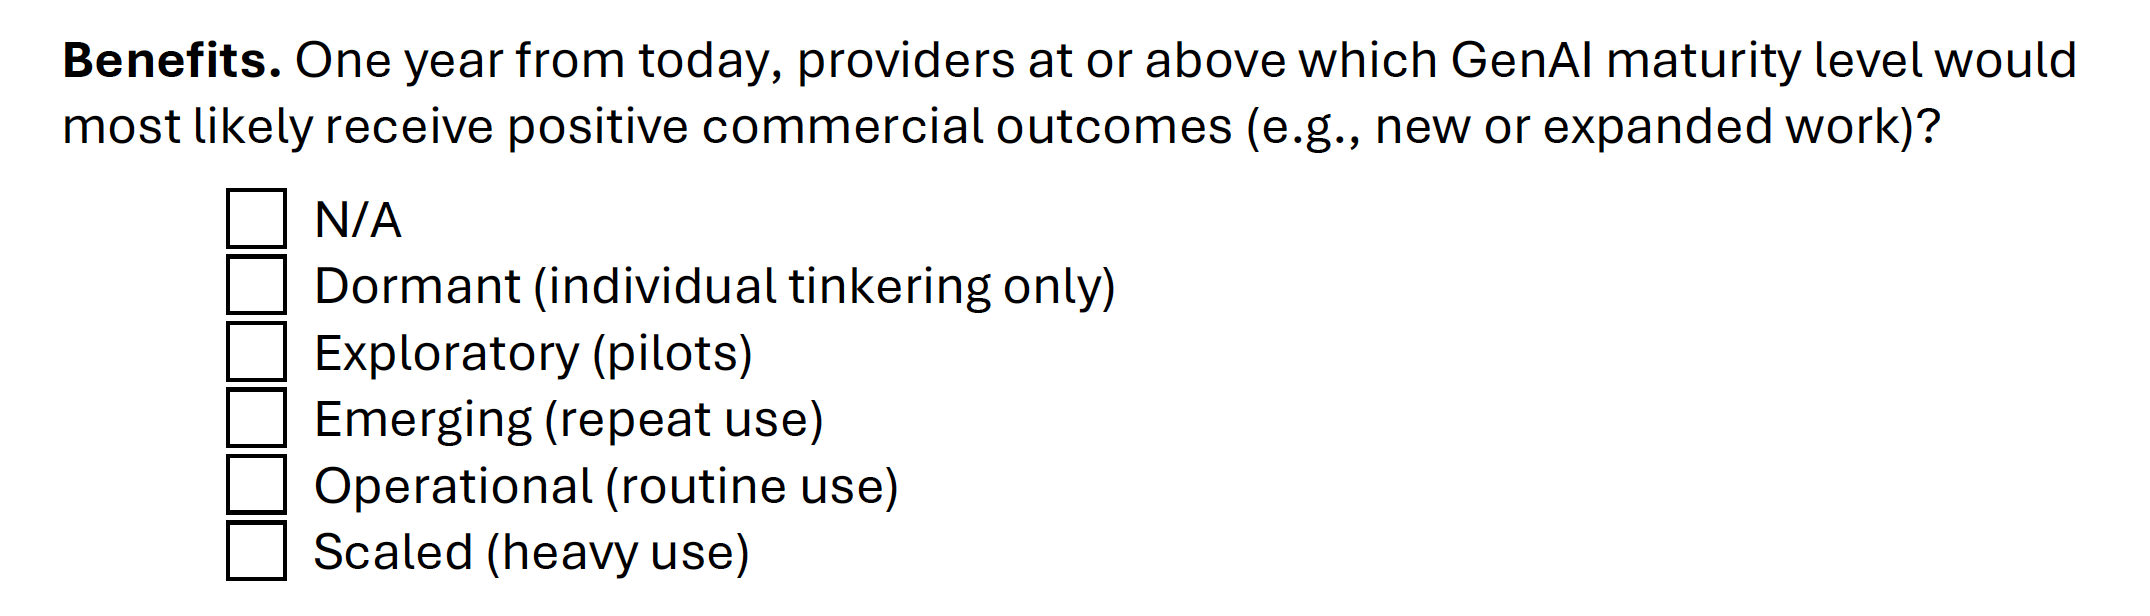 Benefits. One year from today, providers at or above which GenAI maturity level would
most likely receive positive commercial outcomes (e.g., new or expanded work)?
N/A
Dormant (individual tinkering only)
Exploratory (pilots)
Emerging (repeat use)
Operational (routine use)
Scaled (heavy use)